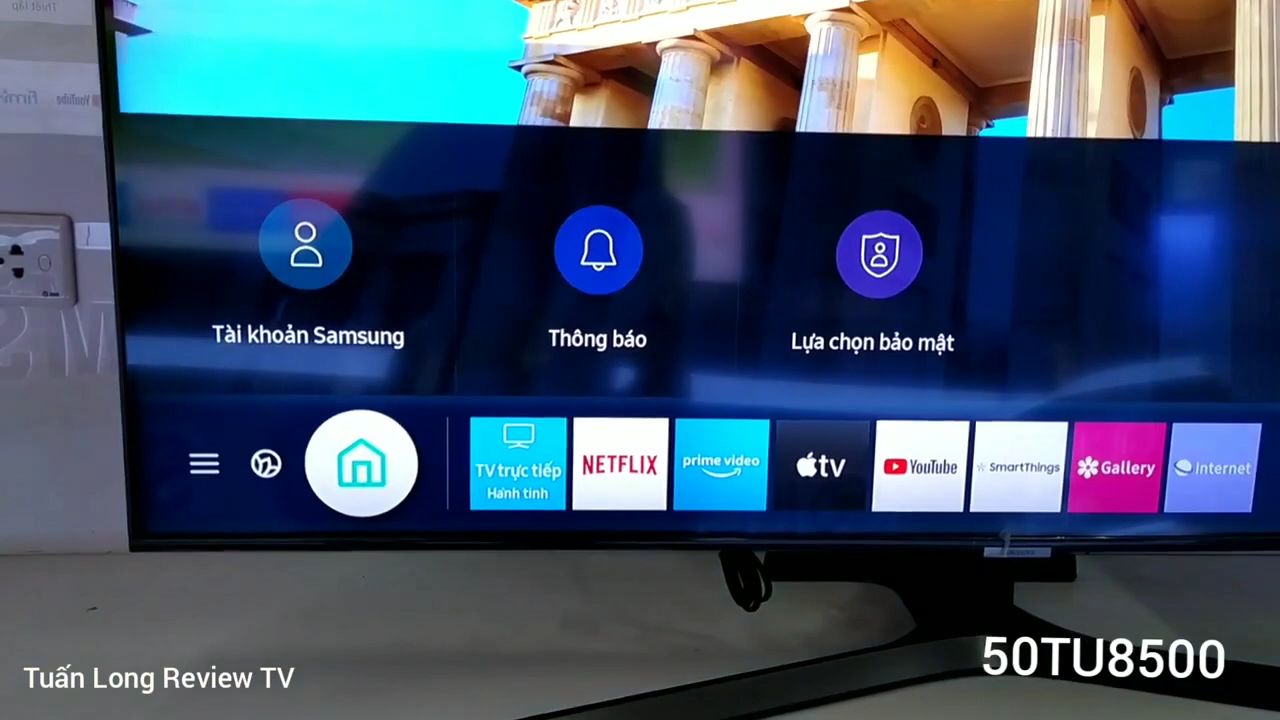 Tài khoản Samsung
Thông báo
Lựa chọn bảo mật
TV trực tiếp
Hành tinh
NETFLIX
prime video
tv
YouTube
SmartThings
Gallery
Internet
50TU8500
Tuấn Long Review TV